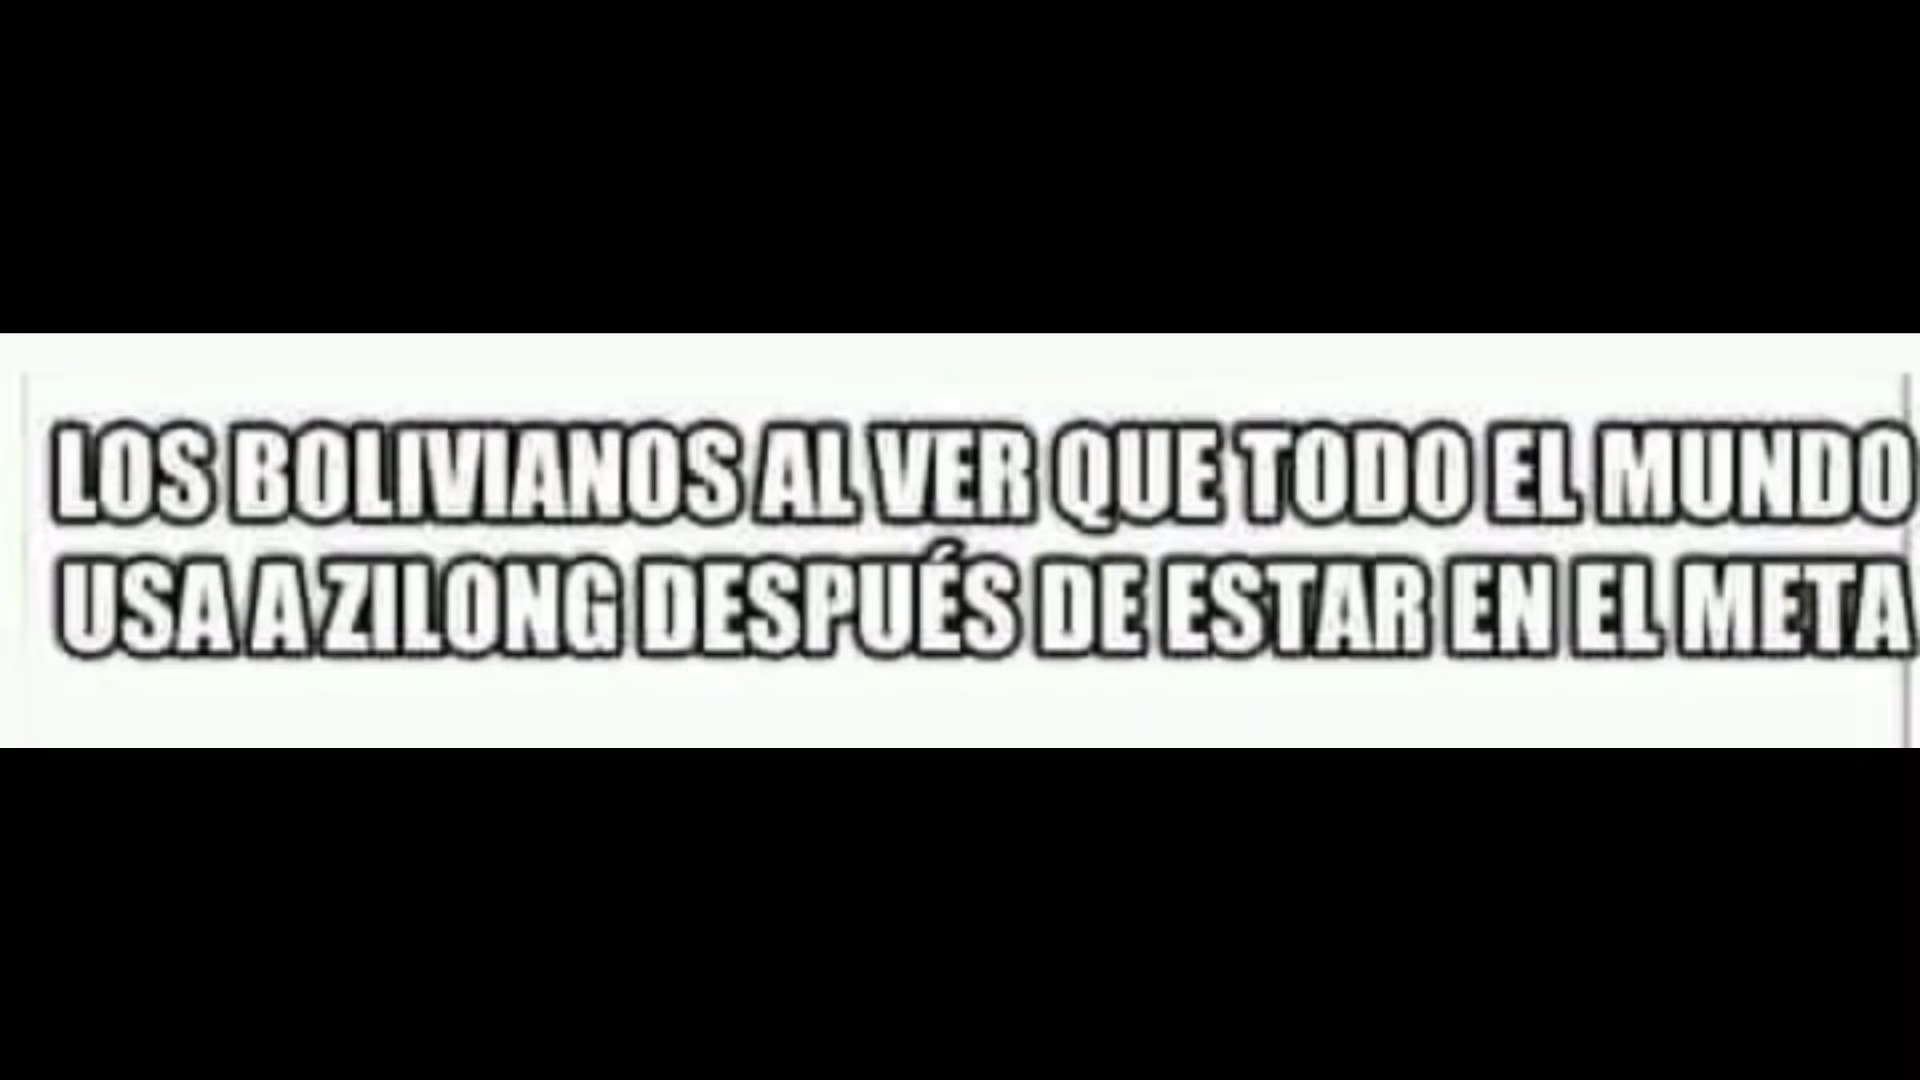 LOS BOLIVIANOS AL VER QUE TODO EL MUNDO
USA A ZILONG DESPUÉS DE ESTAR EN EL META